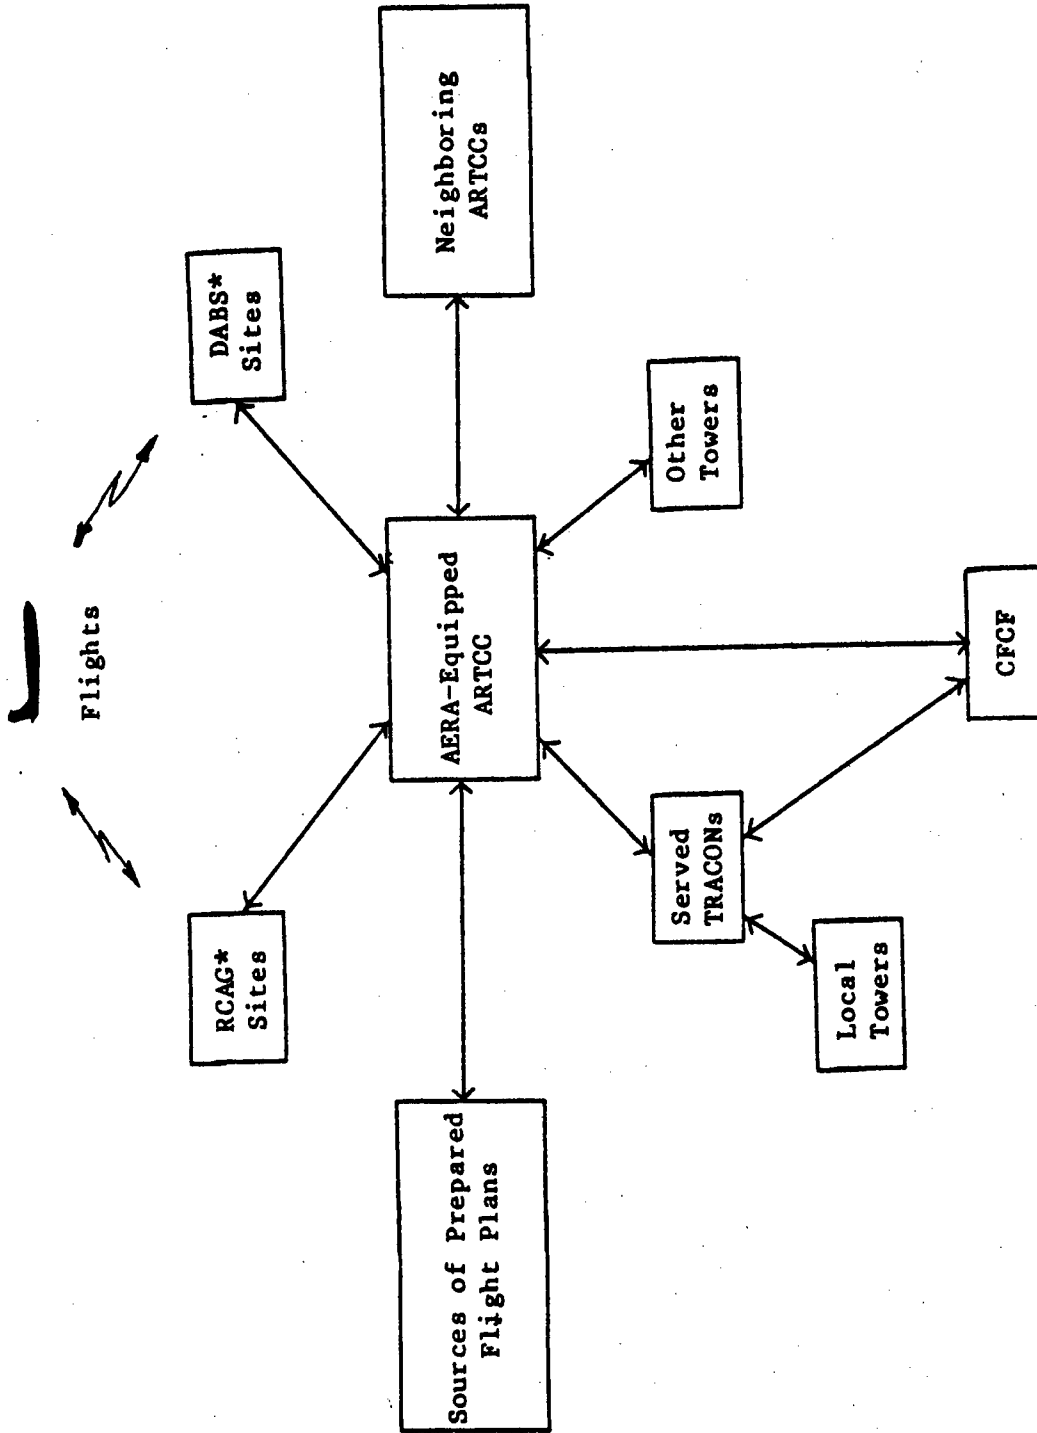 Flights
RCAG*
Sites
DABS*
Sites
Sources of Prepared
Flight Plans
AERA-Equipped
ARTCC
Neighboring
ARTCCs
Served
TRACONs
Other
Towers
Local
Towers
CFCF